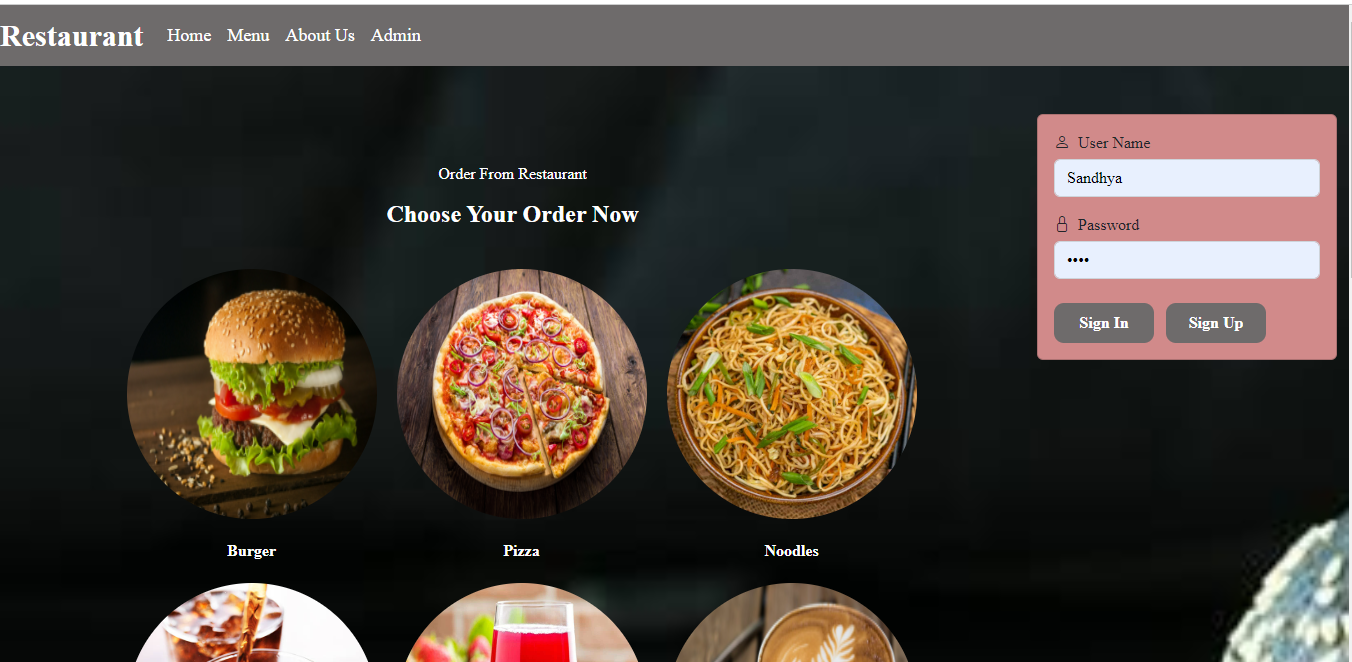 Restaurant Home Menu About Us Admin
User Name
Sandhya
Password
••••
Sign In Sign Up
Order From Restaurant
Choose Your Order Now
Burger Pizza Noodles